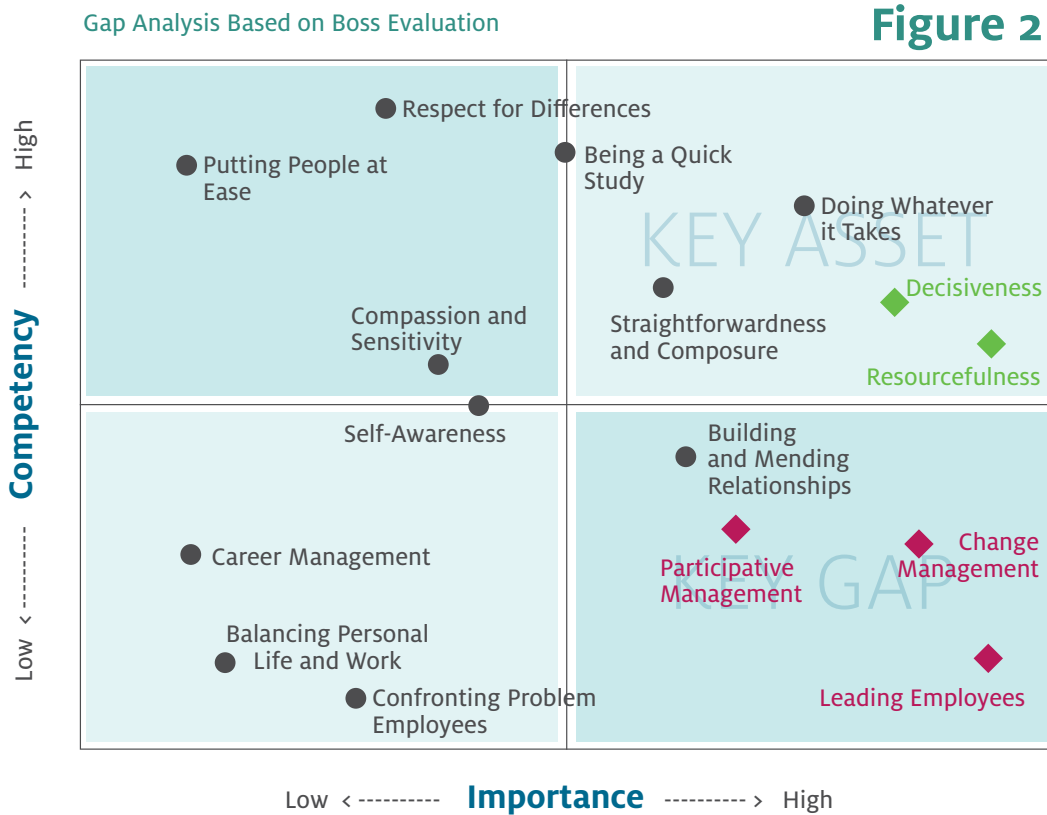 Gap Analysis Based on Boss Evaluation
Figure 2
Respect for Differences
Putting People at
Ease
Being a Quick
Study
Doing Whatever
it Takes
KEY ASSET
Decisiveness
Straightforwardness
and Composure
Resourcefulness
Compassion and
Sensitivity
Self-Awareness
Building
and Mending
Relationships
Career Management
Participative
Management
Change
Management
KEY GAP
Balancing Personal
Life and Work
Confronting Problem
Employees
Leading Employees
Low < ------- Competency -------- > High
Low < --------- Importance -------- > High